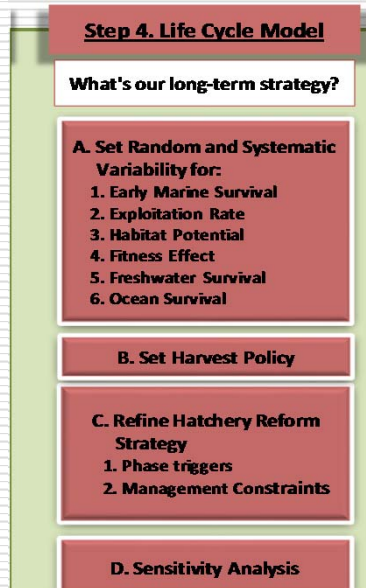 Step 4. Life Cycle Model
What's our long-term strategy?
A. Set Random and Systematic
Variability for:
1. Early Marine Survival
2. Exploitation Rate
3. Habitat Potential
4. Fitness Effect
5. Freshwater Survival
6. Ocean Survival
B. Set Harvest Policy
C. Refine Hatchery Reform
Strategy
1. Phase triggers
2. Management Constraints
D. Sensitivity Analysis